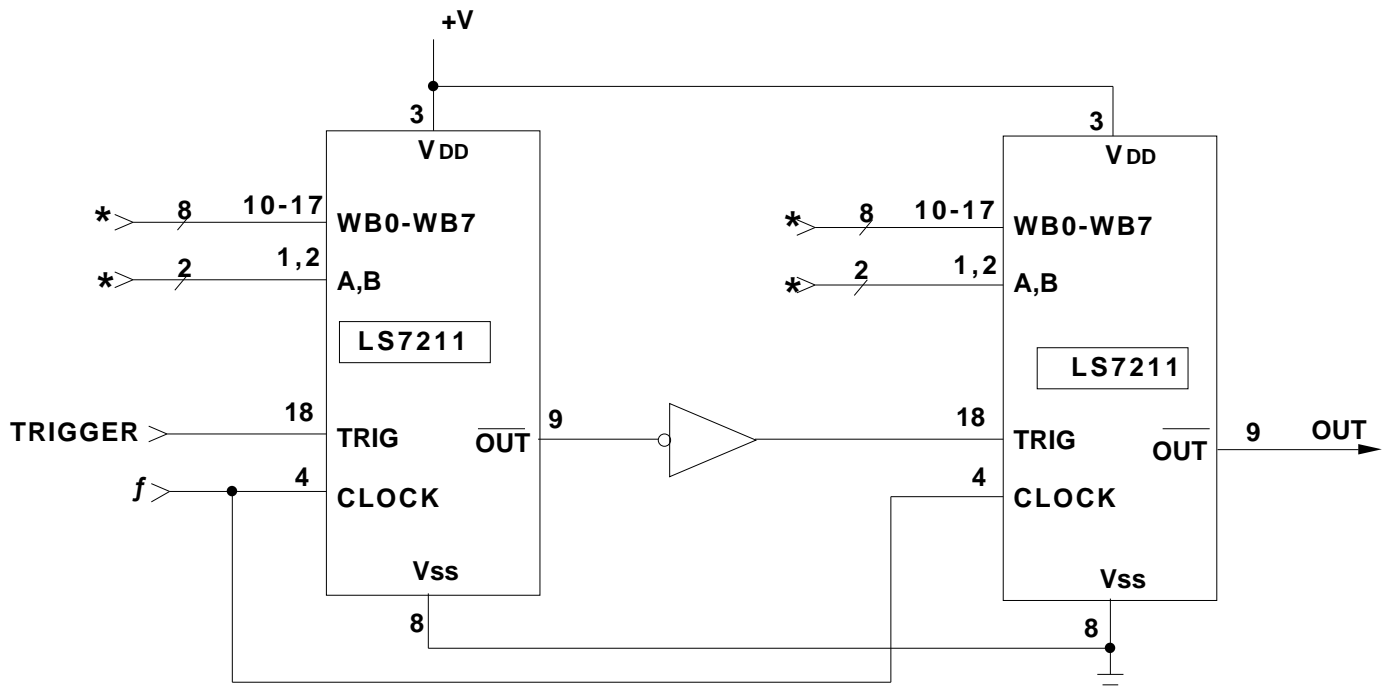 +V
3
VDD
* 8 10-17 WB0-WB7
* 2 1,2 A,B
LS7211
TRIGGER 18 TRIG
OUT 9
ƒ 4 CLOCK
Vss
8
3
VDD
* 8 10-17 WB0-WB7
* 2 1,2 A,B
LS7211
18 TRIG
OUT 9 OUT
4 CLOCK
Vss
8